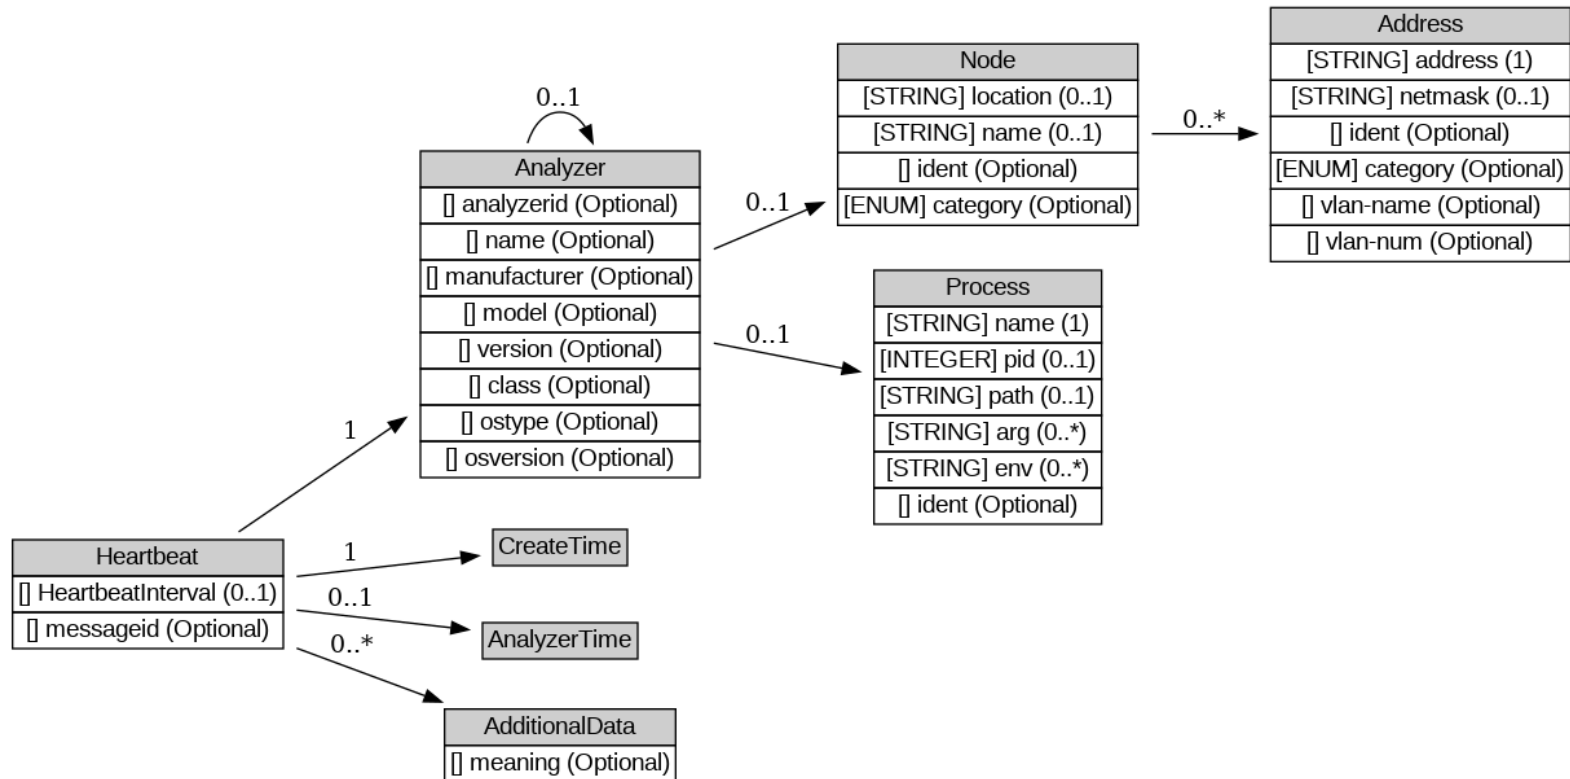 Address
[STRING] address (1)
[STRING] netmask (0..1)
[] ident (Optional)
[ENUM] category (Optional)
[] vlan-name (Optional)
[] vlan-num (Optional)
0..*
Node
[STRING] location (0..1)
[STRING] name (0..1)
[] ident (Optional)
[ENUM] category (Optional)
0..1
0..1
Analyzer
[] analyzerid (Optional)
[] name (Optional)
[] manufacturer (Optional)
[] model (Optional)
[] version (Optional)
[] class (Optional)
[] ostype (Optional)
[] osversion (Optional)
0..1
Process
[STRING] name (1)
[INTEGER] pid (0..1)
[STRING] path (0..1)
[STRING] arg (0..*)
[STRING] env (0..*)
[] ident (Optional)
1
Heartbeat
[] HeartbeatInterval (0..1)
[] messageid (Optional)
1
CreateTime
0..1
AnalyzerTime
0..*
AdditionalData
[] meaning (Optional)